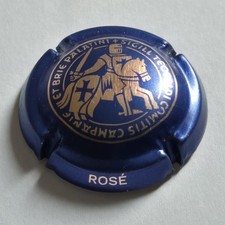 SIGILL TEOBALDI COMITIS CAMPANIE ET BRIE PALATINI
ROSÉ